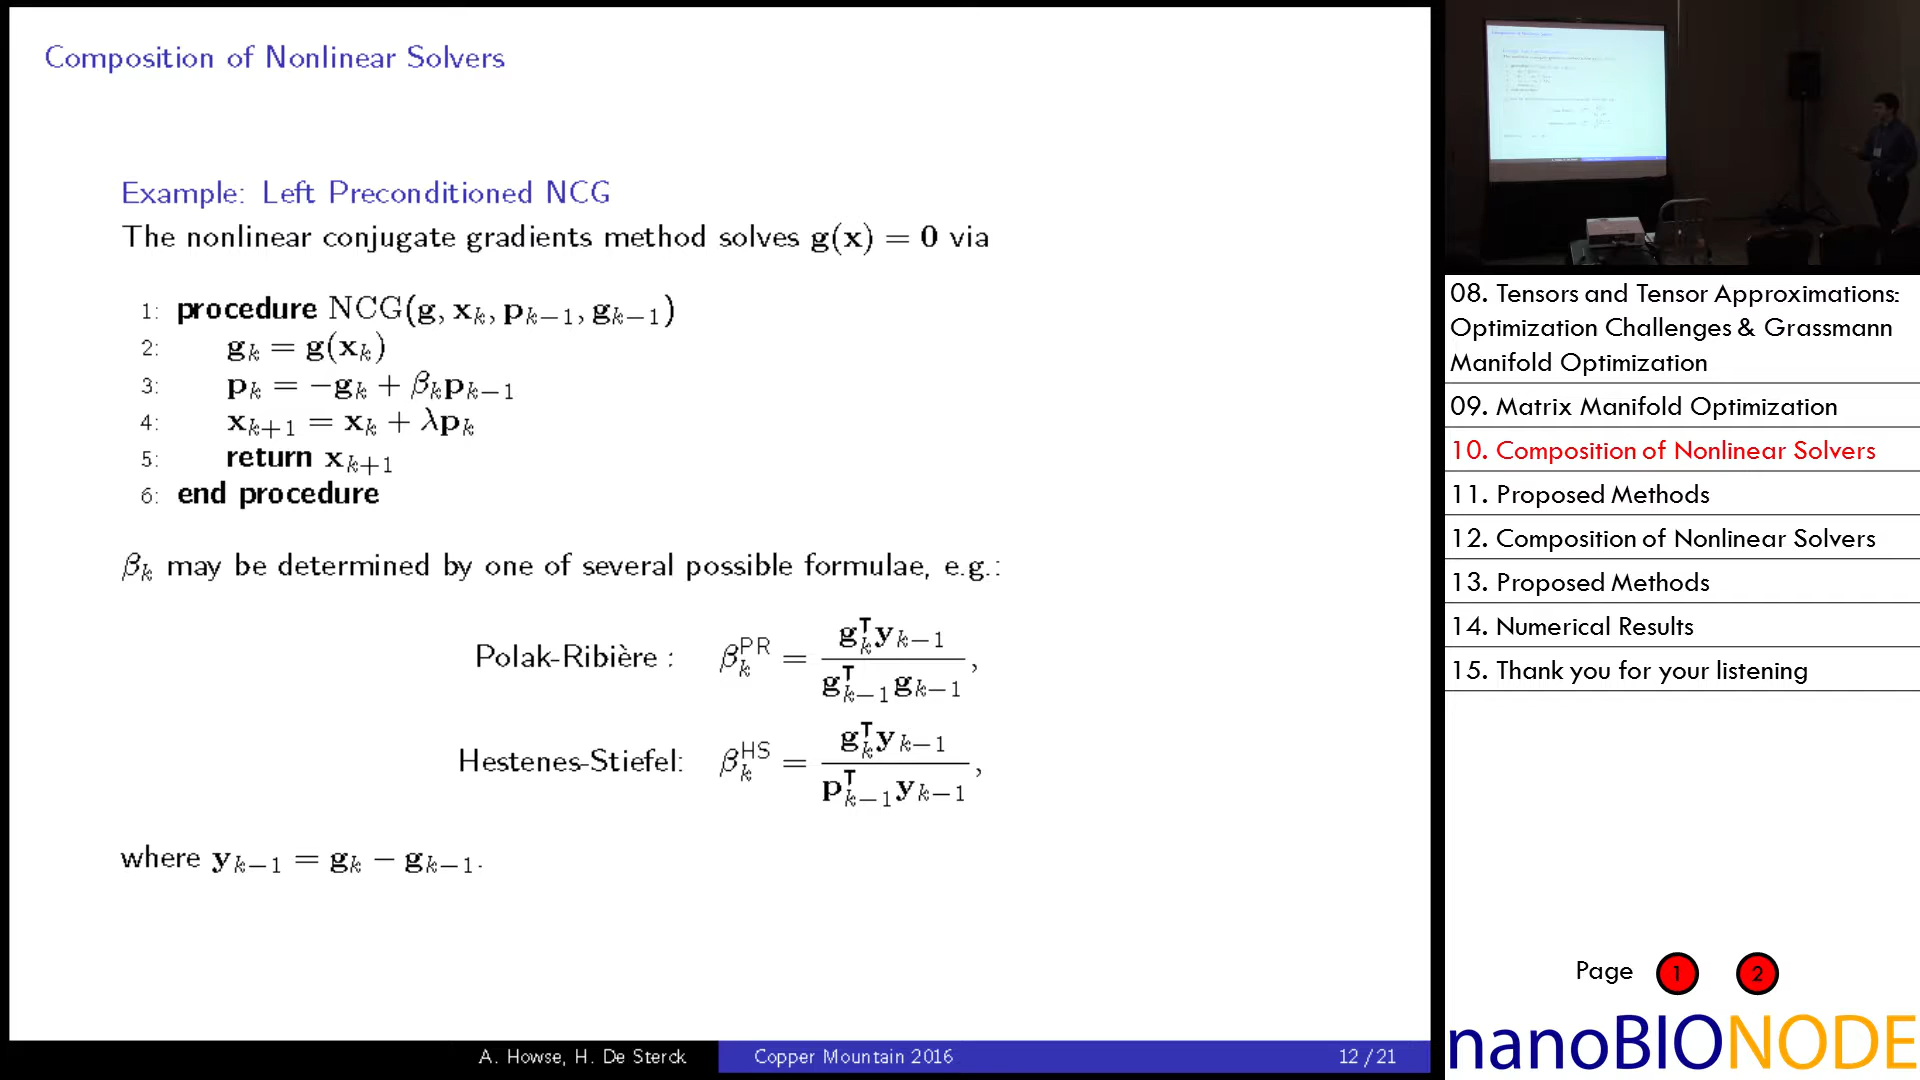 Composition of Nonlinear Solvers
Example: Left Preconditioned NCG
The nonlinear conjugate gradients method solves g(x) = 0 via
1: procedure NCG(g, x_k, p_{k−1}, g_{k−1})
2: g_k = g(x_k)
3: p_k = −g_k + β_k p_{k−1}
4: x_{k+1} = x_k + λp_k
5: return x_{k+1}
6: end procedure
β_k may be determined by one of several possible formulae, e.g.:
Polak-Ribière : β_k^{PR} = \frac{g_k^T y_{k−1}}{g_{k−1}^T g_{k−1}},
Hestenes-Stiefel: β_k^{HS} = \frac{g_k^T y_{k−1}}{p_{k−1}^T y_{k−1}},
where y_{k−1} = g_k − g_{k−1}.
A. Howse, H. De Sterck Copper Mountain 2016 12 / 21
08. Tensors and Tensor Approximations:
Optimization Challenges & Grassmann
Manifold Optimization
09. Matrix Manifold Optimization
10. Composition of Nonlinear Solvers
11. Proposed Methods
12. Composition of Nonlinear Solvers
13. Proposed Methods
14. Numerical Results
15. Thank you for your listening
Page 1 2
nanoBIONODE